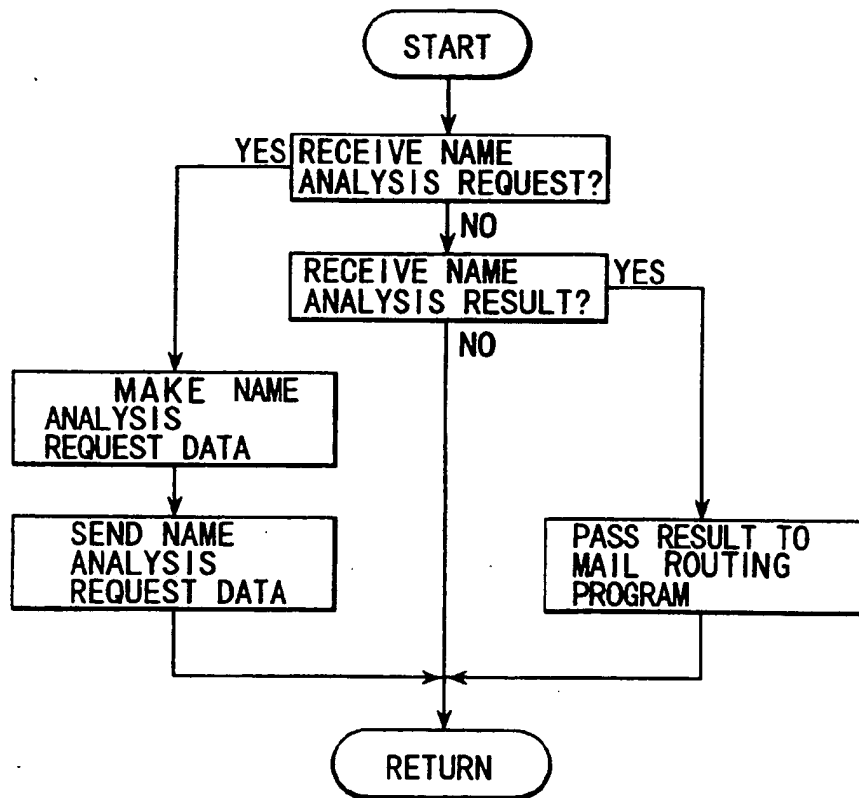 START
YES
RECEIVE NAME
ANALYSIS REQUEST?
NO
RECEIVE NAME
ANALYSIS RESULT?
YES
NO
MAKE NAME
ANALYSIS
REQUEST DATA
SEND NAME
ANALYSIS
REQUEST DATA
PASS RESULT TO
MAIL ROUTING
PROGRAM
RETURN